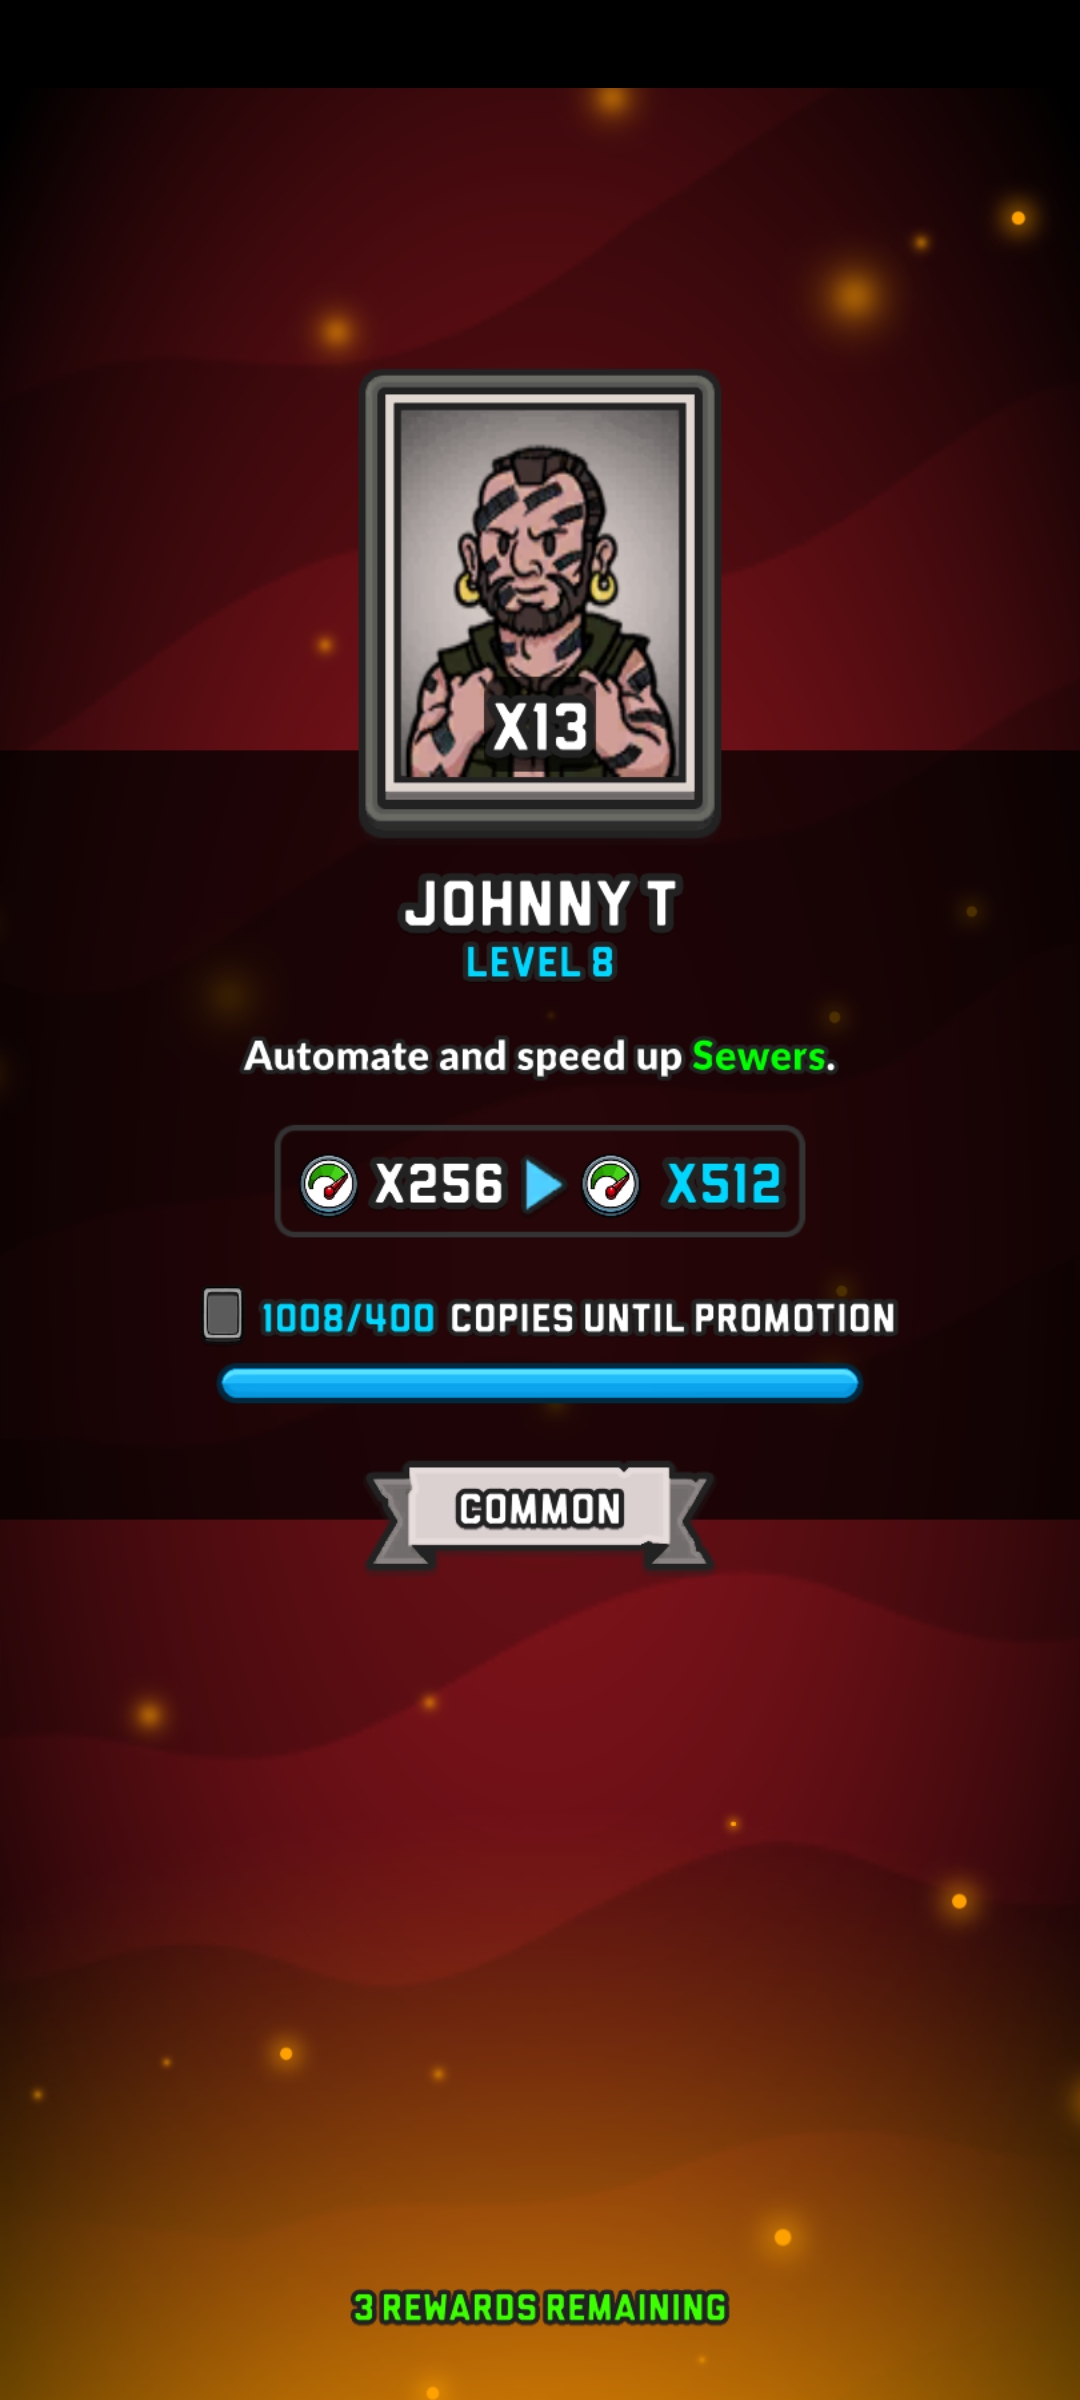 X13
JOHNNY T
LEVEL 8
Automate and speed up Sewers.
X256 X512
1008/400 COPIES UNTIL PROMOTION
COMMON
3 REWARDS REMAINING